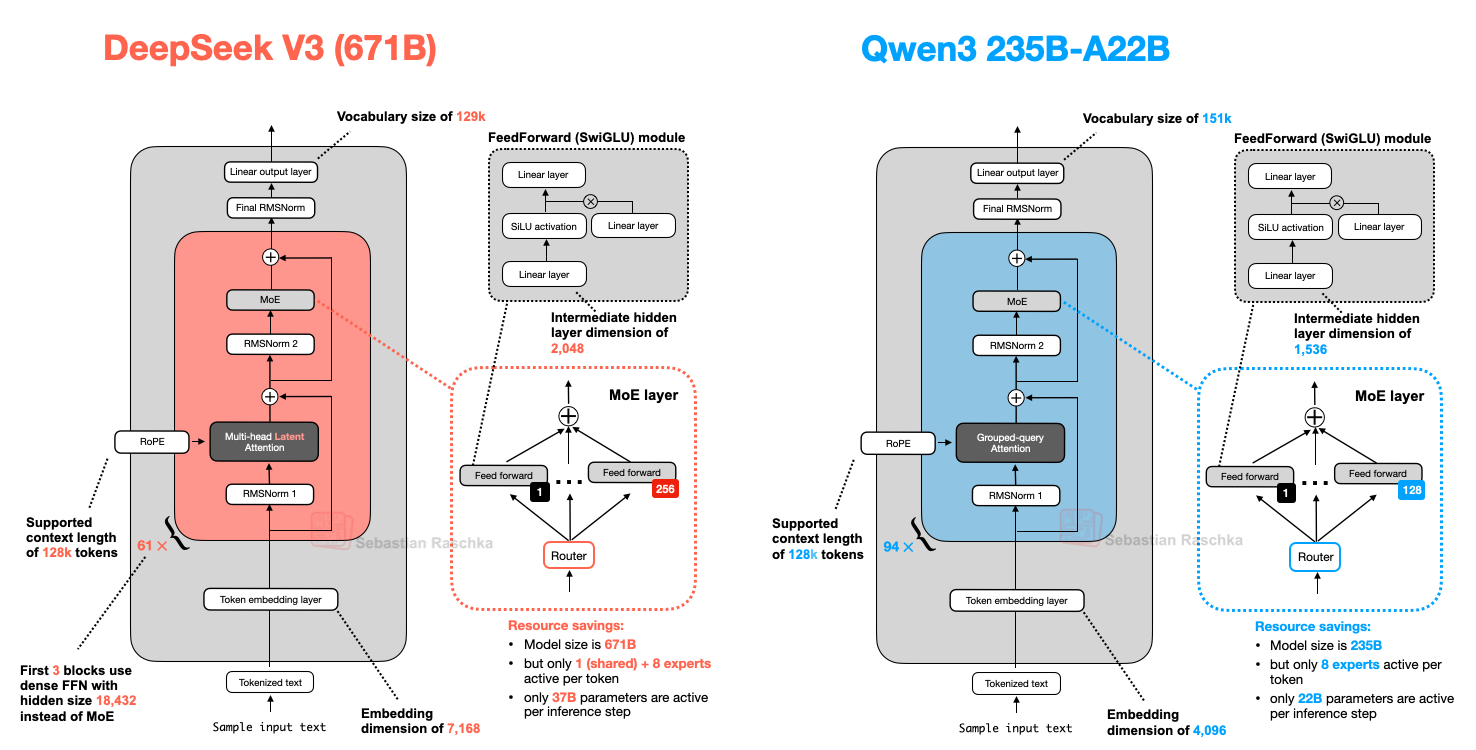 DeepSeek V3 (671B)
Vocabulary size of 129k
FeedForward (SwiGLU) module
Linear layer
SiLU activation
Linear layer
Linear layer
Intermediate hidden
layer dimension of
2,048
Linear output layer
Final RMSNorm
MoE
RMSNorm 2
Multi-head Latent
Attention
RoPE
RMSNorm 1
Supported
context length
of 128k tokens
61 ×
Sebastian Raschka
Token embedding layer
First 3 blocks use
dense FFN with
hidden size 18,432
instead of MoE
Tokenized text
Sample input text
Embedding
dimension of 7,168
MoE layer
Feed forward
1
...
Feed forward
256
Router
Resource savings:
• Model size is 671B
• but only 1 (shared) + 8 experts
active per token
• only 37B parameters are active
per inference step
Qwen3 235B-A22B
Vocabulary size of 151k
FeedForward (SwiGLU) module
Linear layer
SiLU activation
Linear layer
Linear layer
Intermediate hidden
layer dimension of
1,536
Linear output layer
Final RMSNorm
MoE
RMSNorm 2
Grouped-query
Attention
RoPE
RMSNorm 1
Supported
context length
of 128k tokens
94 ×
Sebastian Raschka
Token embedding layer
Tokenized text
Sample input text
Embedding
dimension of 4,096
MoE layer
Feed forward
1
...
Feed forward
128
Router
Resource savings:
• Model size is 235B
• but only 8 experts active per
token
• only 22B parameters are active
per inference step